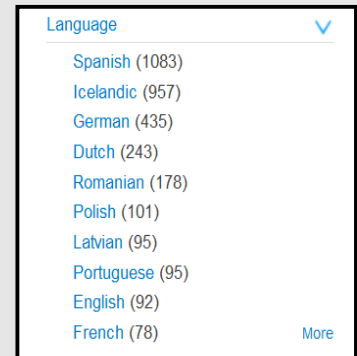 Language
Spanish (1083)
Icelandic (957)
German (435)
Dutch (243)
Romanian (178)
Polish (101)
Latvian (95)
Portuguese (95)
English (92)
French (78) More